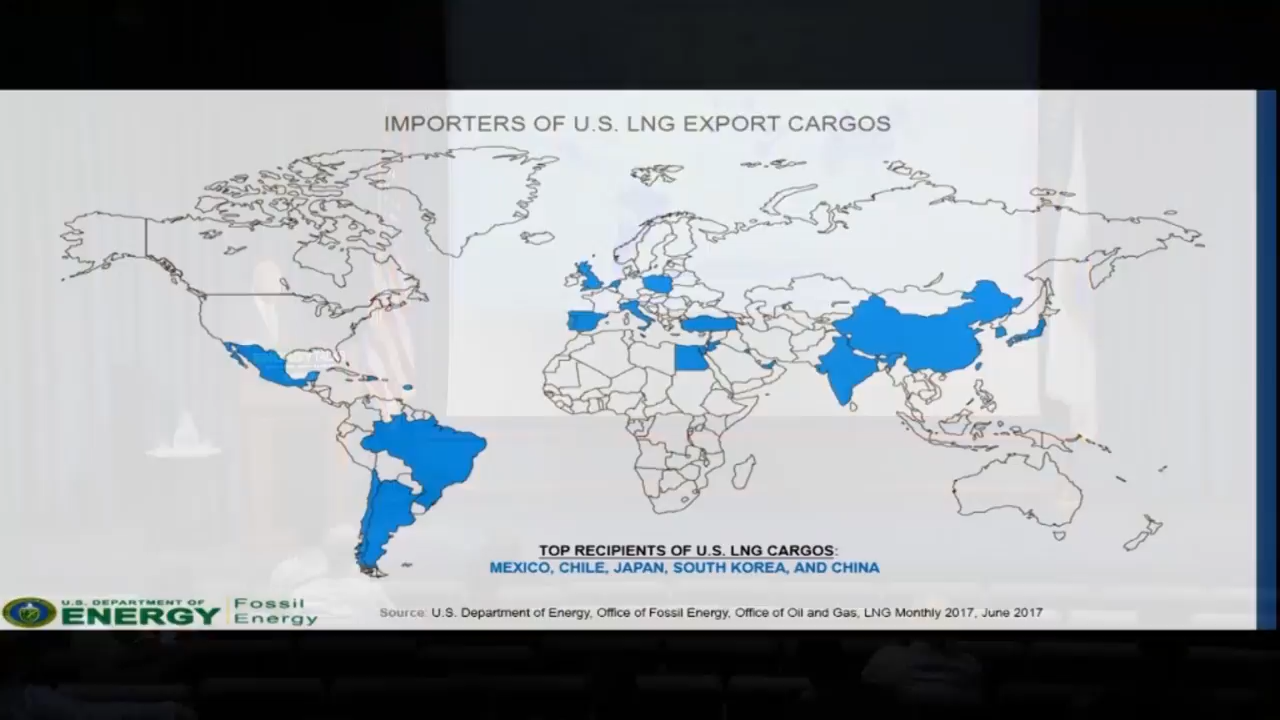 IMPORTERS OF U.S. LNG EXPORT CARGOS
TOP RECIPIENTS OF U.S. LNG CARGOS:
MEXICO, CHILE, JAPAN, SOUTH KOREA, AND CHINA
U.S. DEPARTMENT OF
ENERGY
Fossil
Energy
Source: U.S. Department of Energy, Office of Fossil Energy, Office of Oil and Gas, LNG Monthly 2017, June 2017